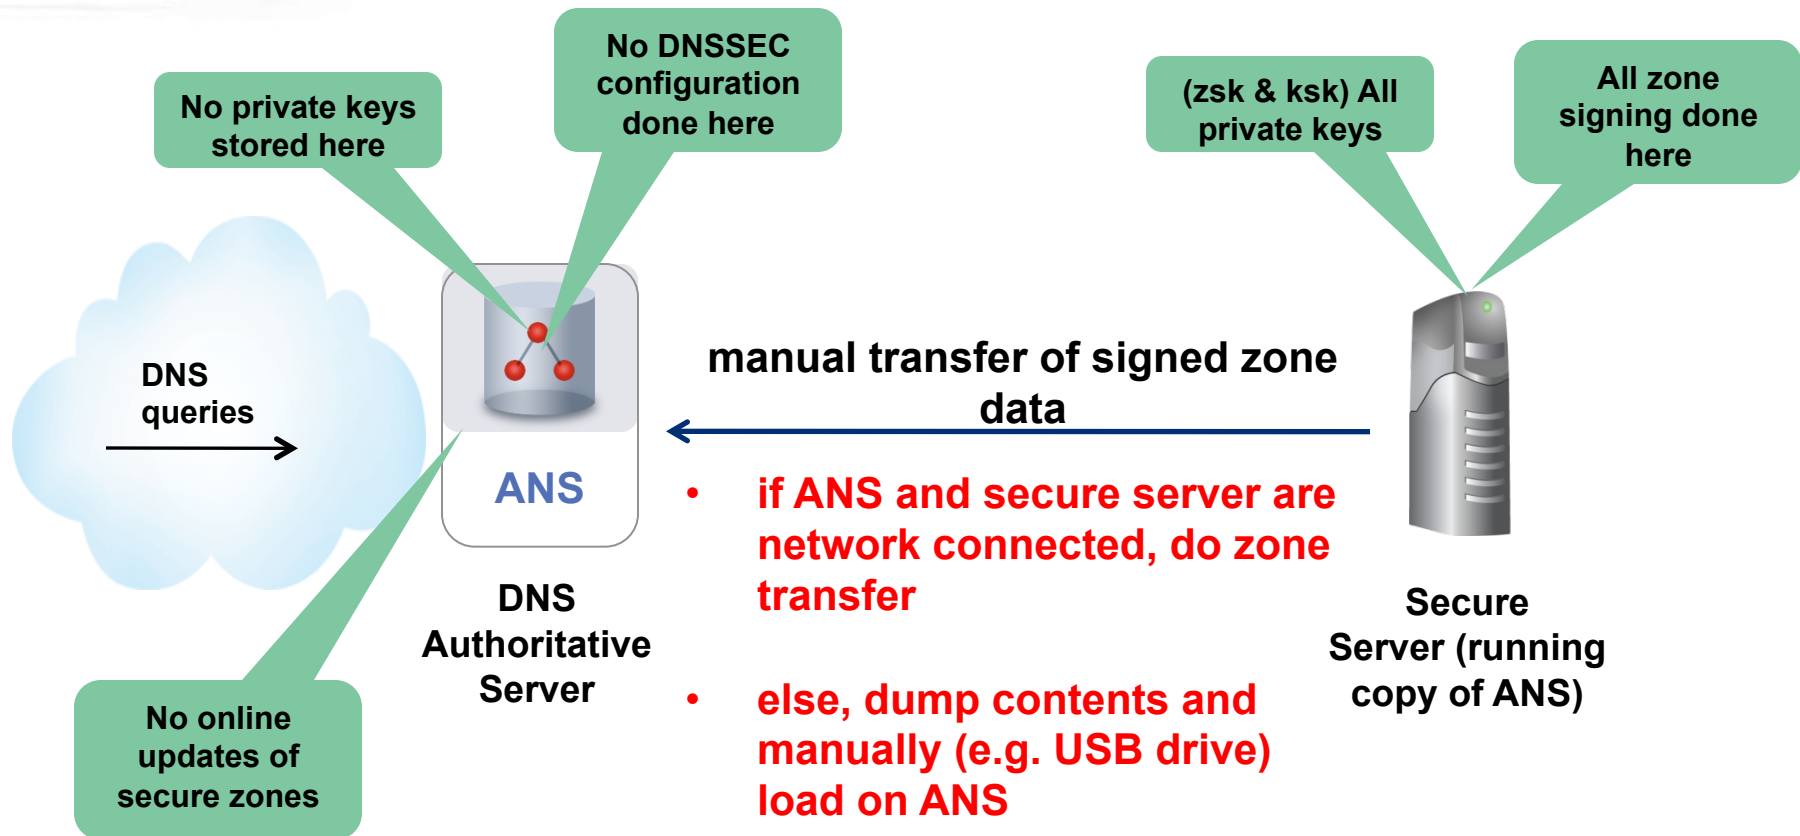 No private keys
stored here
No DNSSEC
configuration
done here
(zsk & ksk) All
private keys
All zone
signing done
here
DNS
queries
ANS
manual transfer of signed zone
data
• if ANS and secure server are
network connected, do zone
transfer
• else, dump contents and
manually (e.g. USB drive)
load on ANS
DNS
Authoritative
Server
Secure
Server (running
copy of ANS)
No online
updates of
secure zones